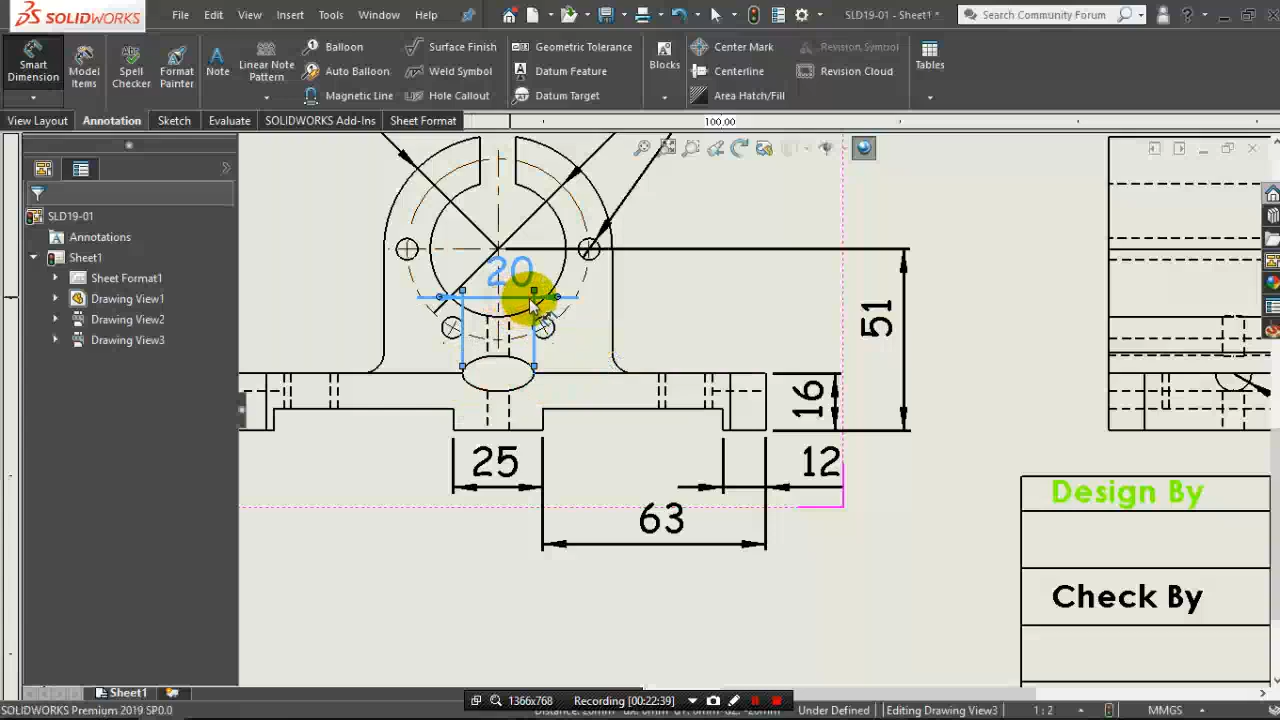 SOLIDWORKS File Edit View Insert Tools Window Help SLD19-01 - Sheet1 * Search Community Forum ?
Smart Dimension
Model Items
Spell Checker
Format Painter
Note
Linear Note Pattern
Balloon
Auto Balloon
Magnetic Line
Surface Finish
Weld Symbol
Hole Callout
Geometric Tolerance
Datum Feature
Datum Target
Blocks
Center Mark
Centerline
Area Hatch/Fill
Revision Symbol
Revision Cloud
Tables
View Layout Annotation Sketch Evaluate SOLIDWORKS Add-Ins Sheet Format
100.00
SLD19-01
Annotations
Sheet1
Sheet Format1
Drawing View1
Drawing View2
Drawing View3
20
51
16
25
12
63
Design By
Check By
Sheet1
1366x768 Recording [00:22:39]
SOLIDWORKS Premium 2019 SP0.0
Under Defined Editing Drawing View3 1 : 2 MMGS